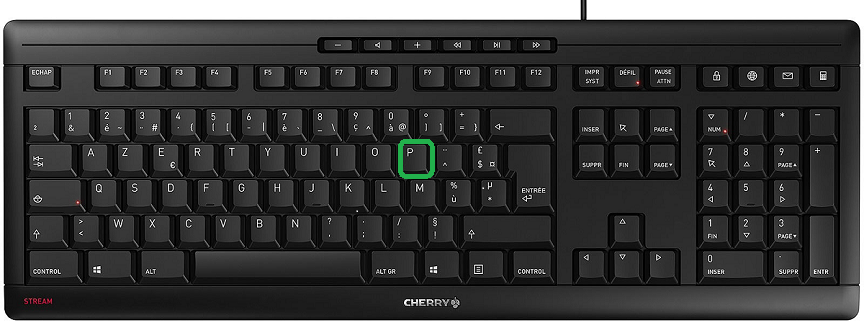 ECHAP F1 F2 F3 F4 F5 F6 F7 F8 F9 F10 F11 F12 IMPR SYST DÉFIL PAUSE ATTN
² 1 & 2 é ~ 3 " # 4 ' { 5 ( [ 6 - | 7 è ` 8 _ \ 9 ç ^ 0 à @ ° ) ] + = } INSER PAGE NUM / * -
A Z E € R T Y U I O P ¨ ^ £ $ ¤ SUPPR FIN PAGE 7 8 9 PAGE +
Q S D F G H J K L M % ù µ * ENTRÉE 4 5 6
> < W X C V B N ? , . ; / : § ! 1 FIN 2 3 PAGE
CONTROL ALT ALT GR CONTROL 0 INSER . SUPPR ENTR
STREAM CHERRY